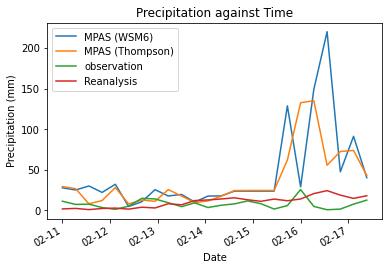 Precipitation against Time
MPAS (WSM6)
MPAS (Thompson)
observation
Reanalysis
Precipitation (mm)
200
150
100
50
0
02-11
02-12
02-13
02-14
02-15
02-16
02-17
Date